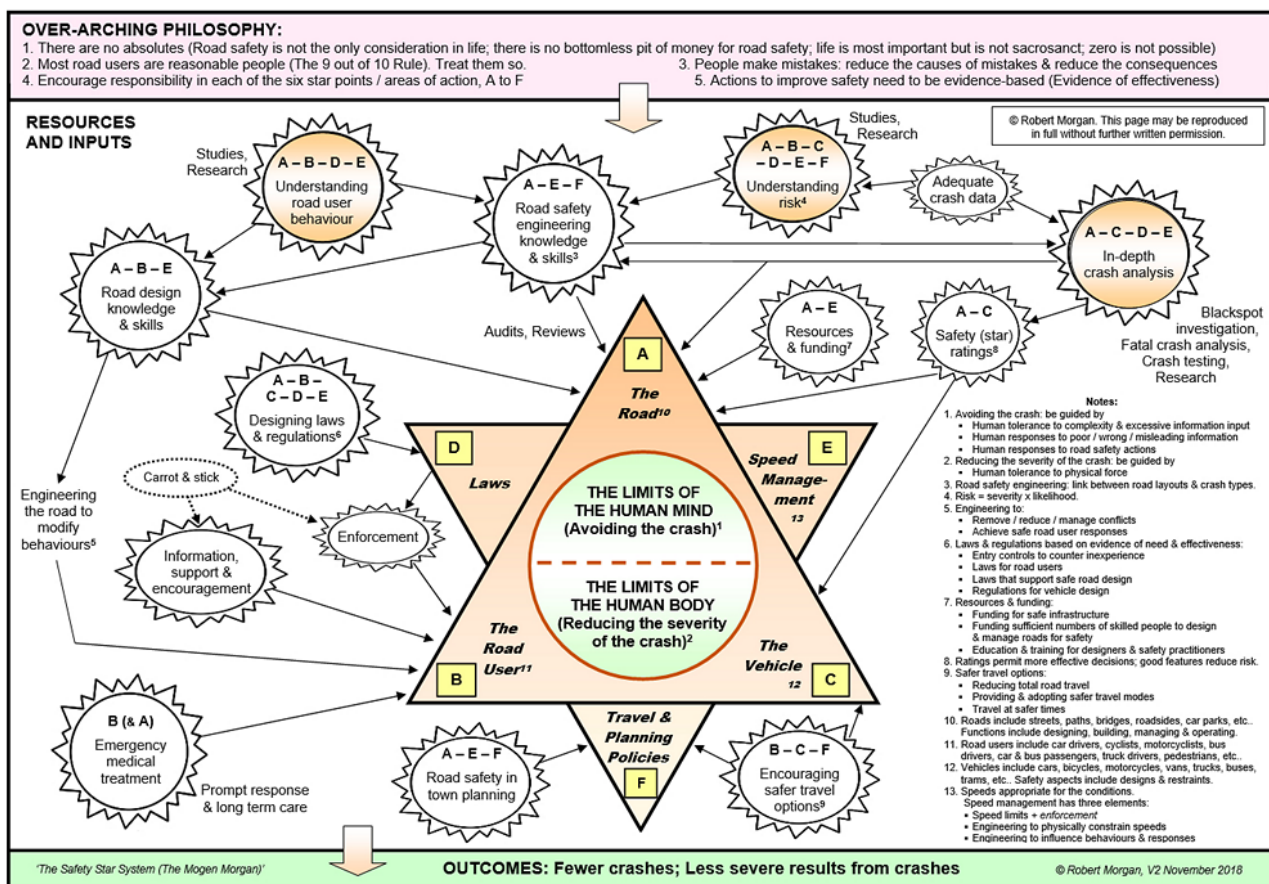 OVER-ARCHING PHILOSOPHY:
1. There are no absolutes (Road safety is not the only consideration in life; there is no bottomless pit of money for road safety; life is most important but is not sacrosanct; zero is not possible)
2. Most road users are reasonable people (The 9 out of 10 Rule). Treat them so.
3. People make mistakes: reduce the causes of mistakes & reduce the consequences
4. Encourage responsibility in each of the six star points / areas of action, A to F
5. Actions to improve safety need to be evidence-based (Evidence of effectiveness)
RESOURCES
AND INPUTS
© Robert Morgan. This page may be reproduced
in full without further written permission.
Studies,
Research
A – B – D – E
Understanding
road user
behaviour
A – E – F
Road safety
engineering
knowledge
& skills³
Studies,
Research
A – B – C
– D – E – F
Understanding
risk⁴
Adequate
crash data
A – C – D – E
In-depth
crash analysis
A – B – E
Road design
knowledge
& skills
Audits, Reviews
A – E
Resources
& funding⁷
A – C
Safety (star)
ratings⁸
Blackspot
investigation,
Fatal crash analysis,
Crash testing,
Research
A – B –
C – D – E
Designing laws
& regulations⁶
A
The
Road¹⁰
D
Laws
E
Speed
Manage-
ment
13
Carrot & stick
Engineering
the road to
modify
behaviours⁵
Information,
support &
encouragement
Enforcement
THE LIMITS OF
THE HUMAN MIND
(Avoiding the crash)¹
THE LIMITS OF
THE HUMAN BODY
(Reducing the severity
of the crash)²
The
Road
User¹¹
B
The
Vehicle
12
C
B (& A)
Emergency
medical
treatment
Prompt response
& long term care
A – E – F
Road safety in
town planning
Travel &
Planning
Policies
F
B – C – F
Encouraging
safer travel
options⁹
Notes:
1. Avoiding the crash: be guided by
▪ Human tolerance to complexity & excessive information input
▪ Human responses to poor / wrong / misleading information
▪ Human responses to road safety actions
2. Reducing the severity of the crash: be guided by
▪ Human tolerance to physical force
3. Road safety engineering: link between road layouts & crash types.
4. Risk = severity x likelihood.
5. Engineering to:
▪ Remove / reduce / manage conflicts
▪ Achieve safe road user responses
6. Laws & regulations based on evidence of need & effectiveness:
▪ Entry controls to counter inexperience
▪ Laws for road users
▪ Laws that support safe road design
▪ Regulations for vehicle design
7. Resources & funding:
▪ Funding for safe infrastructure
▪ Funding sufficient numbers of skilled people to design
& manage roads for safety
▪ Education & training for designers & safety practitioners
8. Ratings permit more effective decisions; good features reduce risk.
9. Safer travel options:
▪ Reducing total road travel
▪ Providing & adopting safer travel modes
▪ Travel at safer times
10. Roads include streets, paths, bridges, roadsides, car parks, etc..
Functions include designing, building, managing & operating.
11. Road users include car drivers, cyclists, motorcyclists, bus
drivers, car & bus passengers, truck drivers, pedestrians, etc..
12. Vehicles include cars, bicycles, motorcycles, vans, trucks, buses,
trams, etc.. Safety aspects include designs & restraints.
13. Speeds appropriate for the conditions.
Speed management has three elements:
▪ Speed limits + enforcement
▪ Engineering to physically constrain speeds
▪ Engineering to influence behaviours & responses
'The Safety Star System (The Mogen Morgan)'
OUTCOMES: Fewer crashes; Less severe results from crashes
© Robert Morgan, V2 November 2018